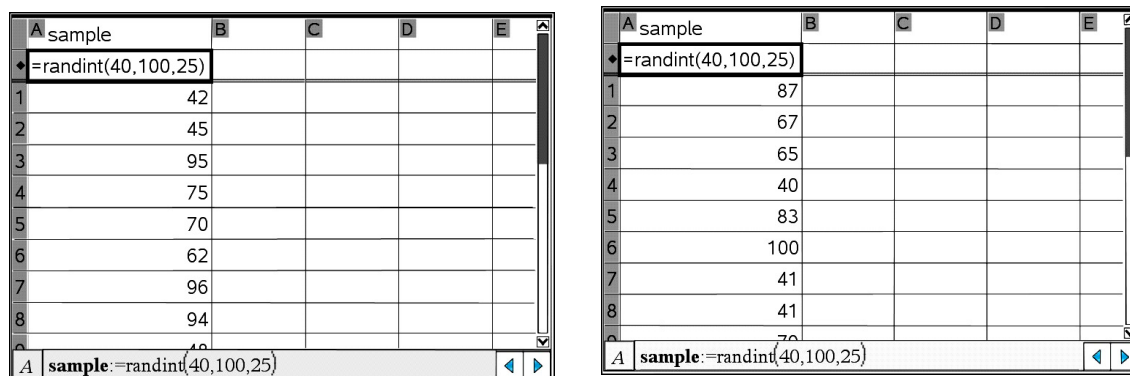 A sample B C D E
◆ =randint(40,100,25)
1 42
2 45
3 95
4 75
5 70
6 62
7 96
8 94
A sample:=randint(40,100,25)
A sample B C D E
◆ =randint(40,100,25)
1 87
2 67
3 65
4 40
5 83
6 100
7 41
8 41
A sample:=randint(40,100,25)